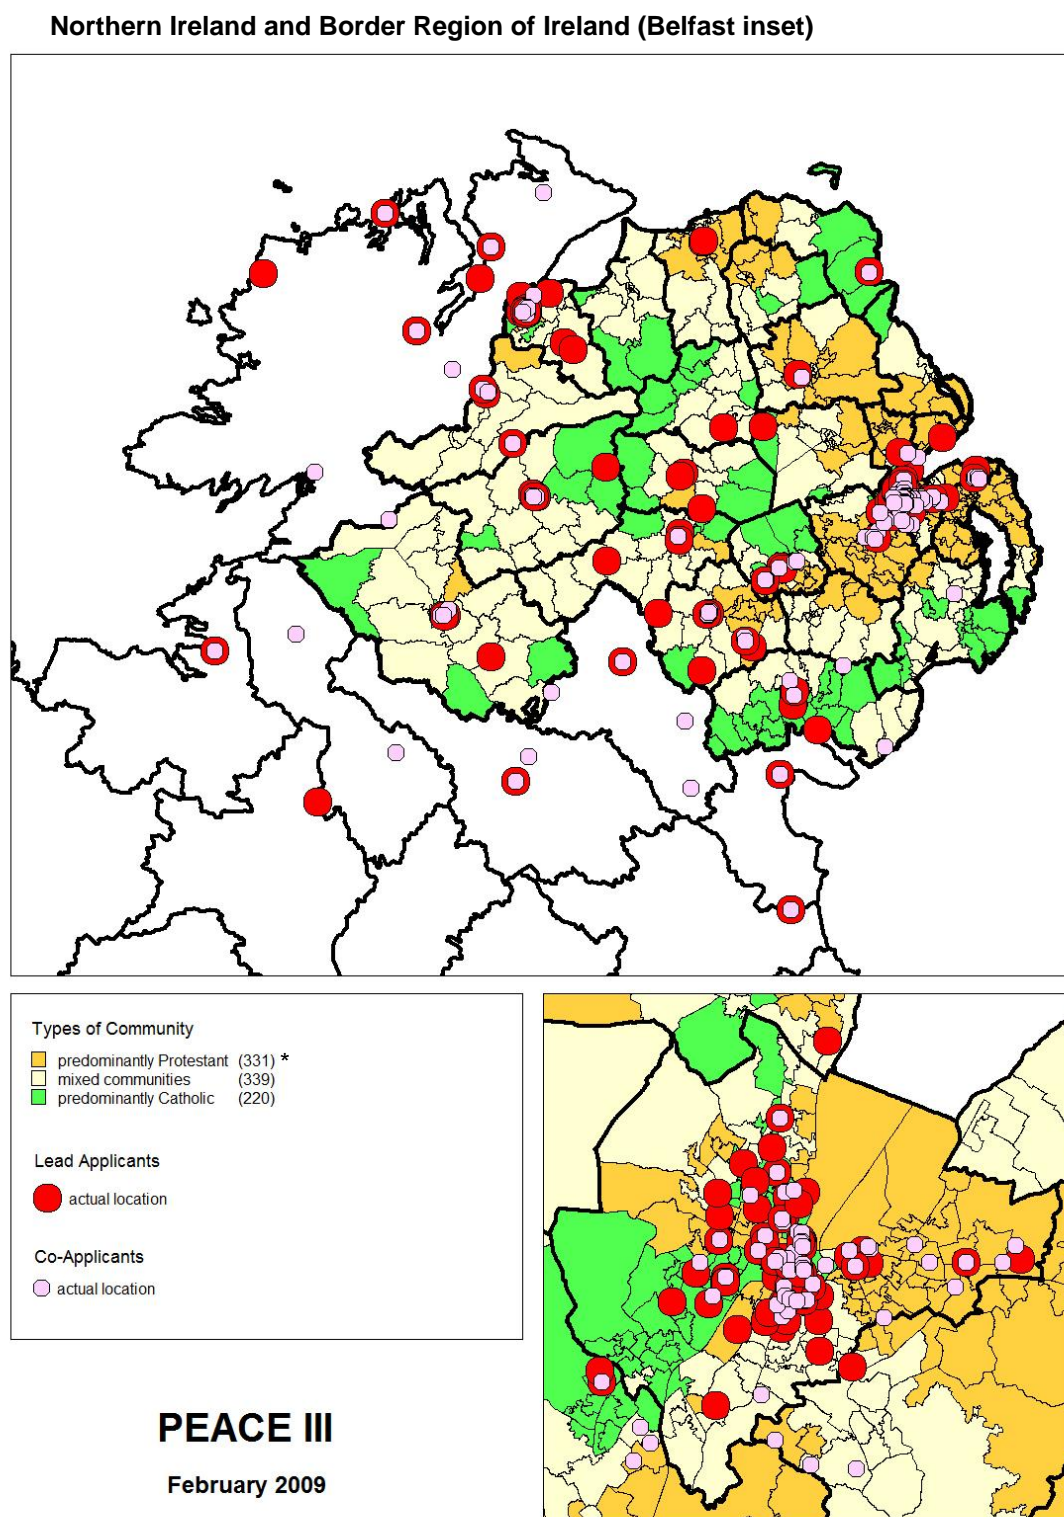 Northern Ireland and Border Region of Ireland (Belfast inset)
Types of Community
predominantly Protestant (331) *
mixed communities (339)
predominantly Catholic (220)
Lead Applicants
actual location
Co-Applicants
actual location
PEACE III
February 2009